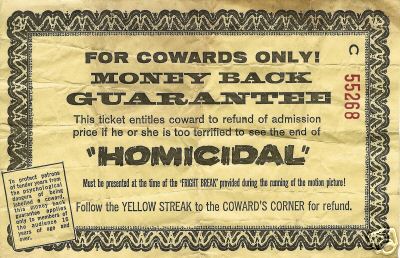 FOR COWARDS ONLY!
MONEY BACK
GUARANTEE
This ticket entitles coward to refund of admission
price if he or she is too terrified to see the end of
"HOMICIDAL"
Must be presented at the time of the "FRIGHT BREAK" provided during the running of the motion picture!
Follow the YELLOW STREAK to the COWARD'S CORNER for refund.
C 55268
To protect patrons
of tender years from
the psychological
dangers of being
labelled a coward,
this money back
guarantee applies
only to members of
the audience 16
years of age and
over.